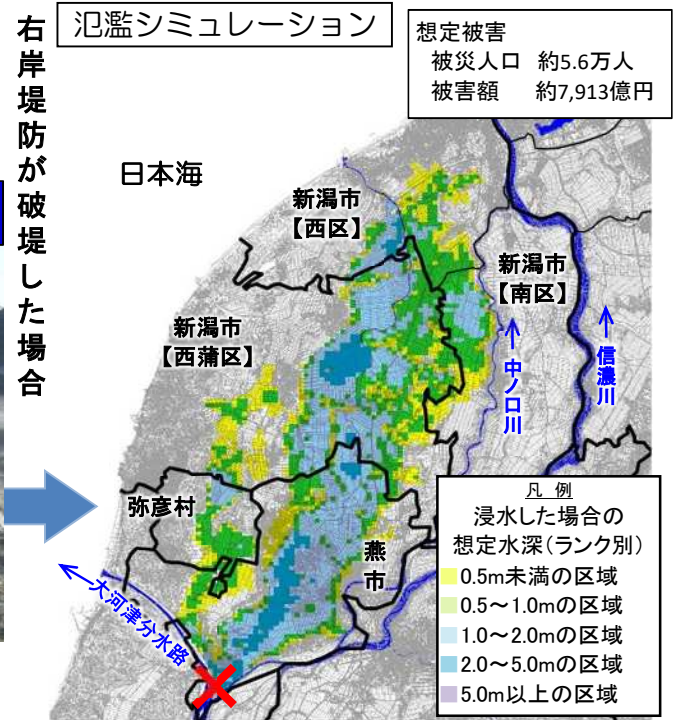 右岸堤防が破堤した場合
氾濫シミュレーション
想定被害
被災人口 約5.6万人
被害額 約7,913億円
日本海
新潟市
【西区】
新潟市
【南区】
新潟市
【西蒲区】
←中ノ口川
←信濃川
弥彦村
燕市
←大河津分水路
凡 例
浸水した場合の
想定水深(ランク別)
0.5m未満の区域
0.5～1.0mの区域
1.0～2.0mの区域
2.0～5.0mの区域
5.0m以上の区域